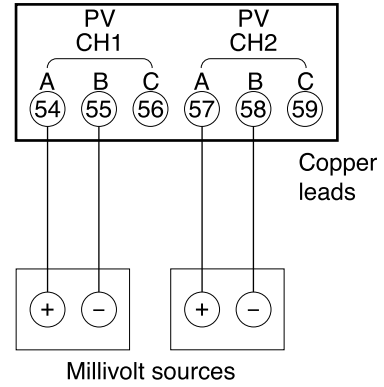 PV PV
CH1 CH2
A B C A B C
54 55 56 57 58 59
Copper
leads
+ − + −
Millivolt sources